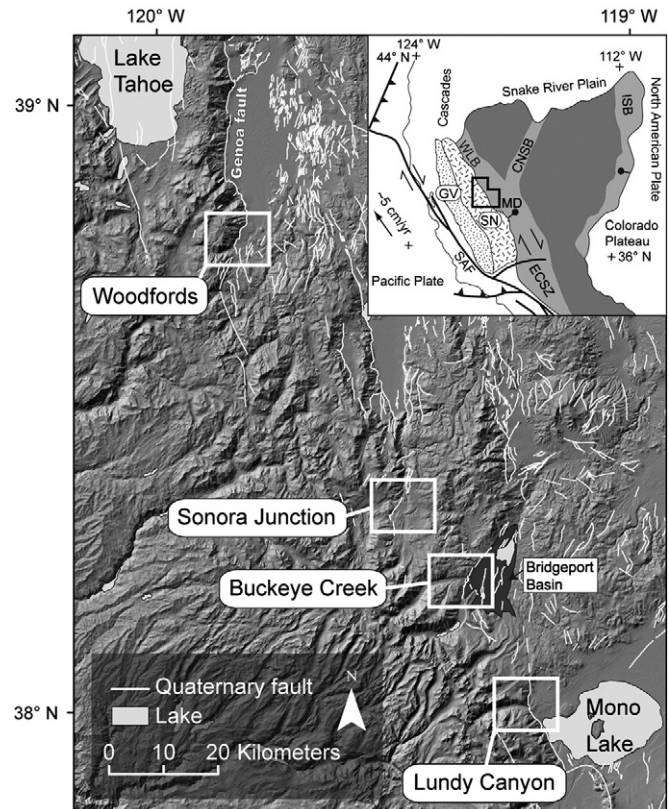 120° W
119° W
39° N
38° N
Lake
Tahoe
Genoa fault
Woodfords
Sonora Junction
Buckeye Creek
Bridgeport
Basin
Lundy Canyon
Mono
Lake
Quaternary fault
Lake
0 10 20 Kilometers
N
124° W
44° N
112° W
Cascades
Snake River Plain
ISB
North American Plate
WLB
CNSB
GV
SN
MD
~5 cm/yr
SAF
ECSZ
Pacific Plate
Colorado
Plateau
36° N